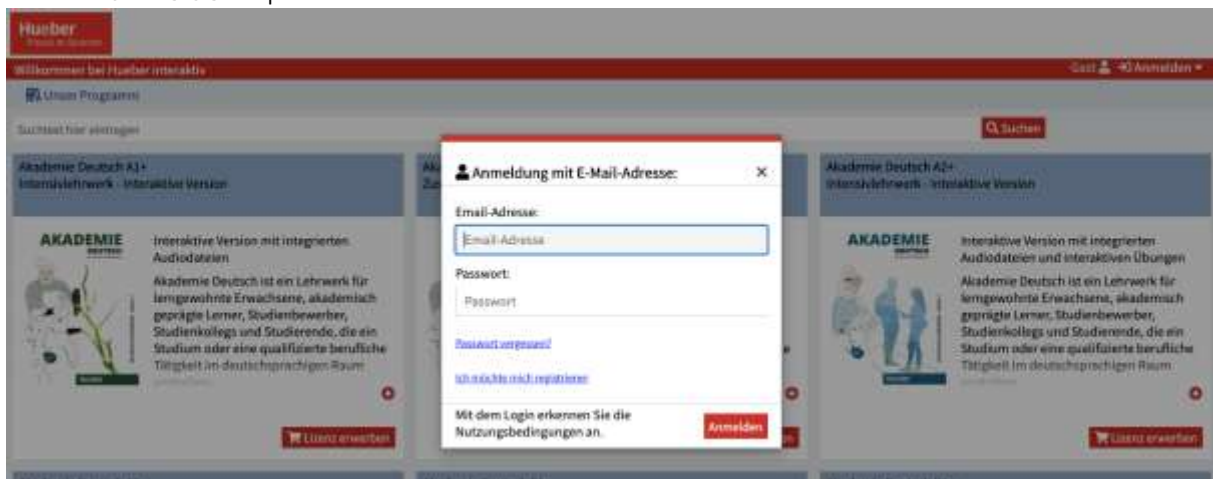 Hueber
Willkommen bei Hueber interaktiv
Gast Anmelden
Unser Programm
Suchtext hier eintragen
Suchen
Akademie Deutsch A1+
Intensivlehrwerk - Interaktive Version
AKADEMIE
DEUTSCH
Interaktive Version mit integrierten
Audiodateien
Akademie Deutsch ist ein Lehrwerk für
lerngewohnte Erwachsene, akademisch
geprägte Lerner, Studienbewerber,
Studienkollegs und Studierende, die ein
Studium oder eine qualifizierte berufliche
Tätigkeit im deutschsprachigen Raum
Lizenz erwerben
Anmeldung mit E-Mail-Adresse:
×
Email-Adresse:
Email-Adresse
Passwort:
Passwort
Passwort vergessen?
Ich möchte mich registrieren
Mit dem Login erkennen Sie die
Nutzungsbedingungen an.
Anmelden
Akademie Deutsch A2+
Intensivlehrwerk - Interaktive Version
AKADEMIE
DEUTSCH
Interaktive Version mit integrierten
Audiodateien und interaktiven Übungen
Akademie Deutsch ist ein Lehrwerk für
lerngewohnte Erwachsene, akademisch
geprägte Lerner, Studienbewerber,
Studienkollegs und Studierende, die ein
Studium oder eine qualifizierte berufliche
Tätigkeit im deutschsprachigen Raum
Lizenz erwerben